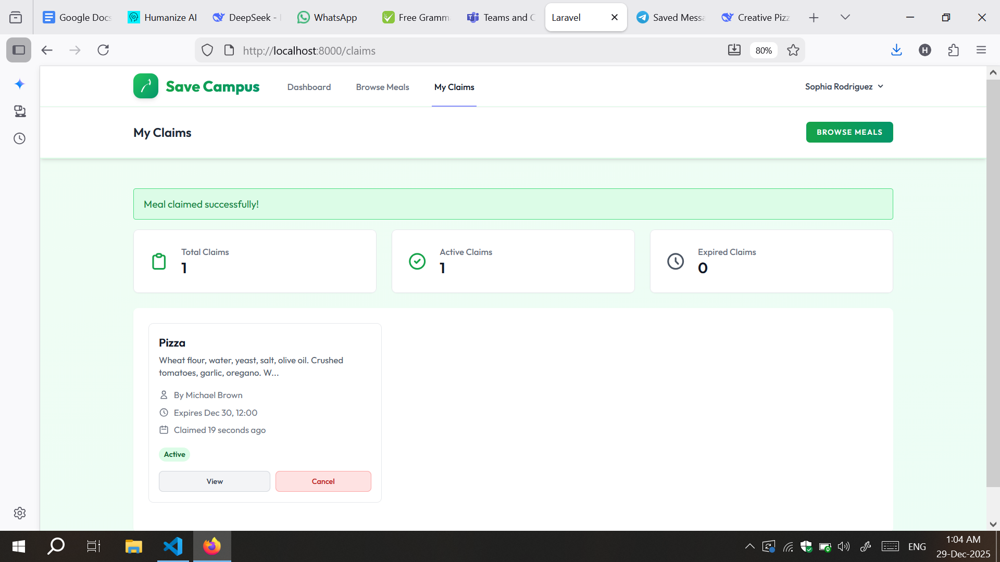 Google Docs
Humanize AI
DeepSeek -
WhatsApp
Free Gramm
Teams and C
Laravel
Saved Messa
Creative Pizz
http://localhost:8000/claims
80%
H
Save Campus
Dashboard
Browse Meals
My Claims
Sophia Rodriguez
My Claims
BROWSE MEALS
Meal claimed successfully!
Total Claims
1
Active Claims
1
Expired Claims
0
Pizza
Wheat flour, water, yeast, salt, olive oil. Crushed
tomatoes, garlic, oregano. W...
By Michael Brown
Expires Dec 30, 12:00
Claimed 19 seconds ago
Active
View
Cancel
ENG
1:04 AM
29-Dec-2025